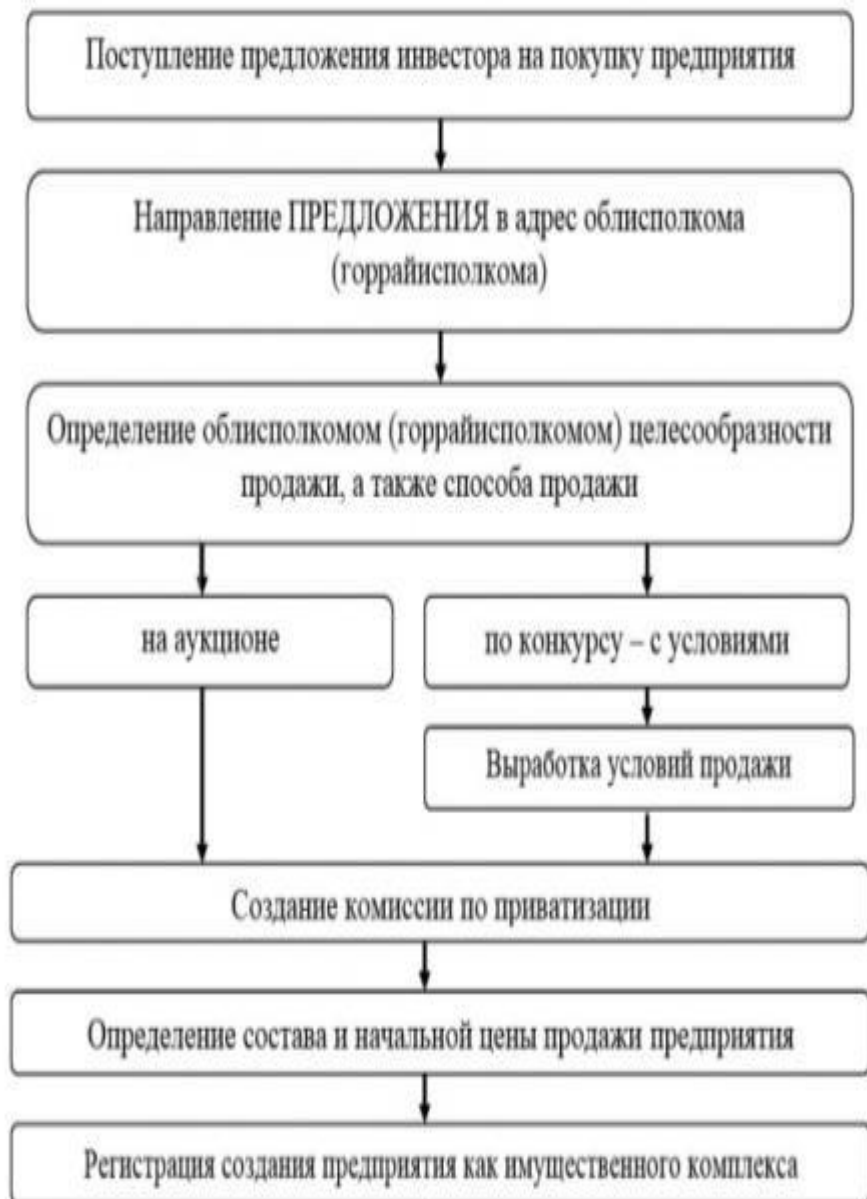 Поступление предложения инвестора на покупку предприятия
Направление ПРЕДЛОЖЕНИЯ в адрес облисполкома
(горрайисполкома)
Определение облисполкомом (горрайисполкомом) целесообразности
продажи, а также способа продажи
на аукционе
по конкурсу – с условиями
Выработка условий продажи
Создание комиссии по приватизации
Определение состава и начальной цены продажи предприятия
Регистрация создания предприятия как имущественного комплекса